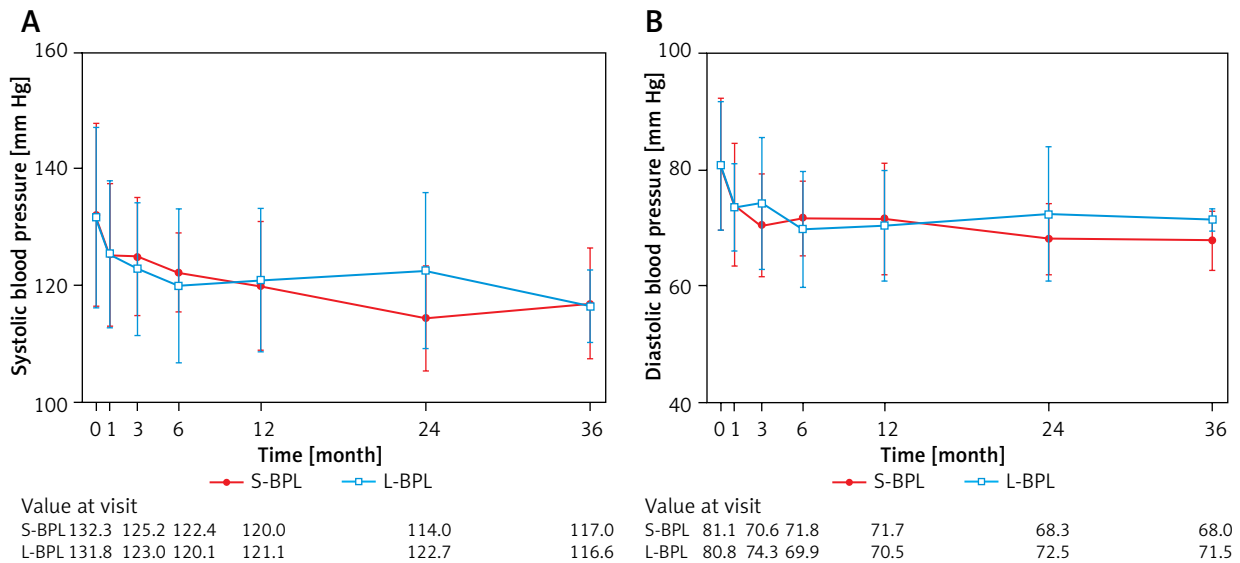 A
Systolic blood pressure [mm Hg]
160
140
120
100
0 1 3 6 12 24 36
Time [month]
S-BPL L-BPL
Value at visit
S-BPL 132.3 125.2 122.4 120.0 114.0 117.0
L-BPL 131.8 123.0 120.1 121.1 122.7 116.6
B
Diastolic blood pressure [mm Hg]
100
80
60
40
0 1 3 6 12 24 36
Time [month]
S-BPL L-BPL
Value at visit
S-BPL 81.1 70.6 71.8 71.7 68.3 68.0
L-BPL 80.8 74.3 69.9 70.5 72.5 71.5